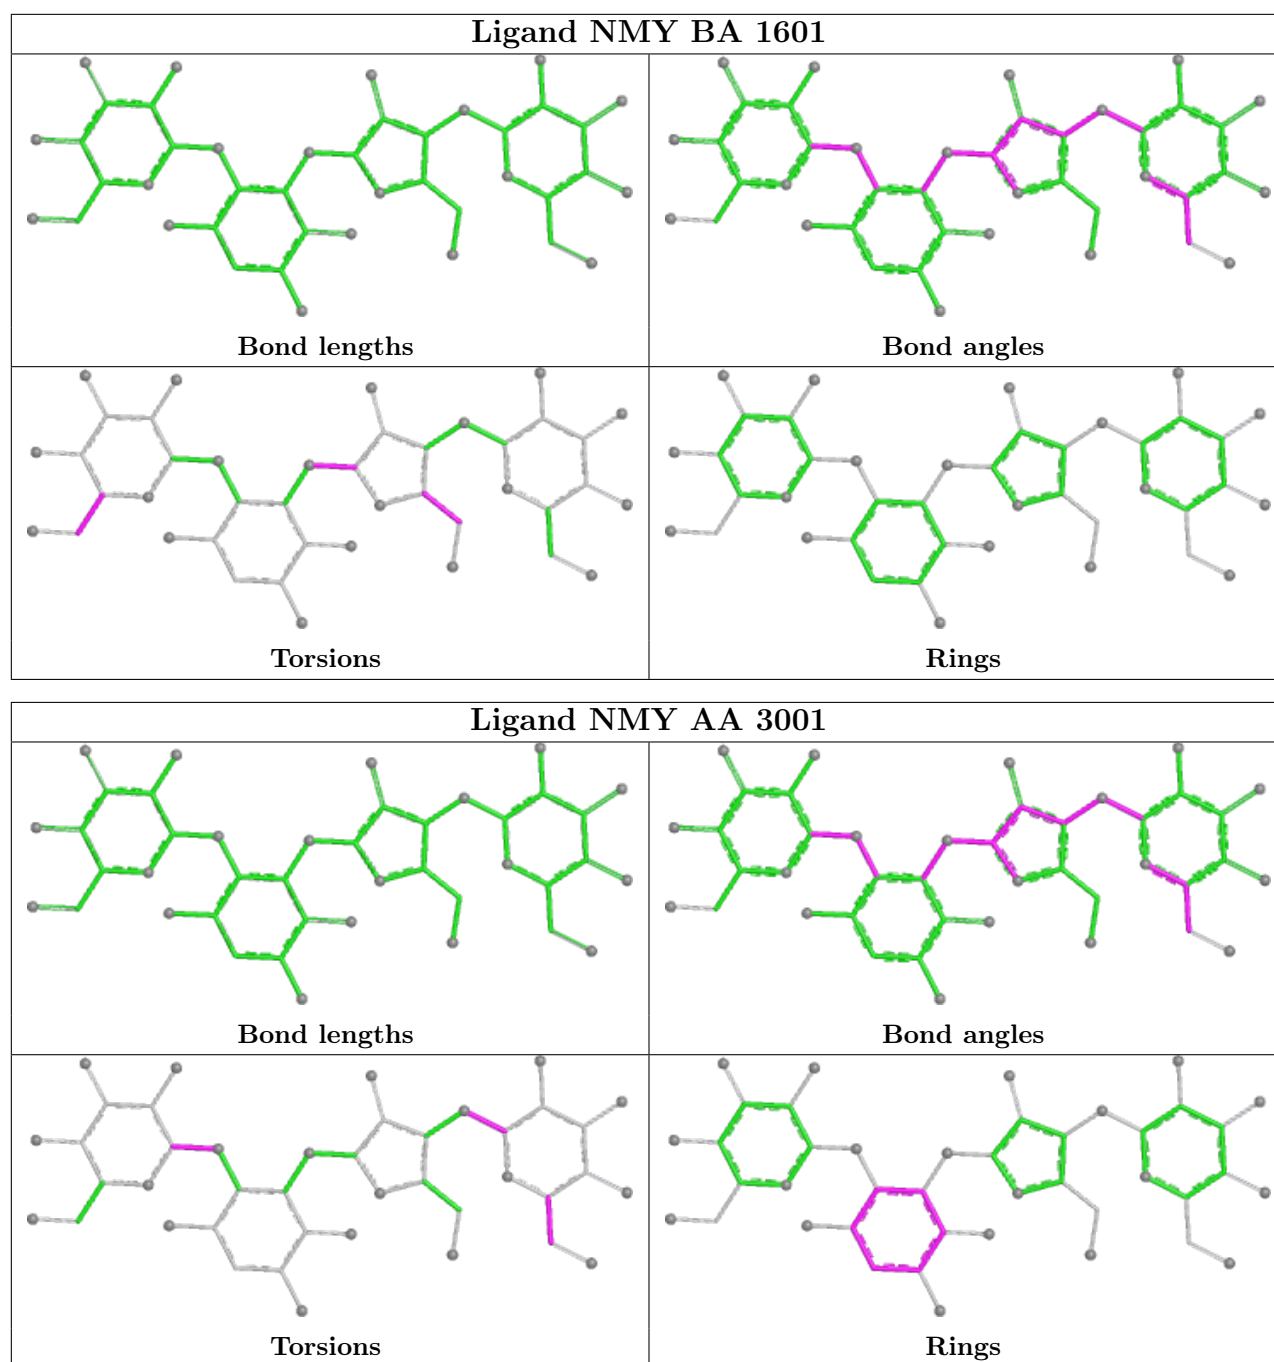 Ligand NMY BA 1601
Bond lengths
Bond angles
Torsions
Rings
Ligand NMY AA 3001
Bond lengths
Bond angles
Torsions
Rings